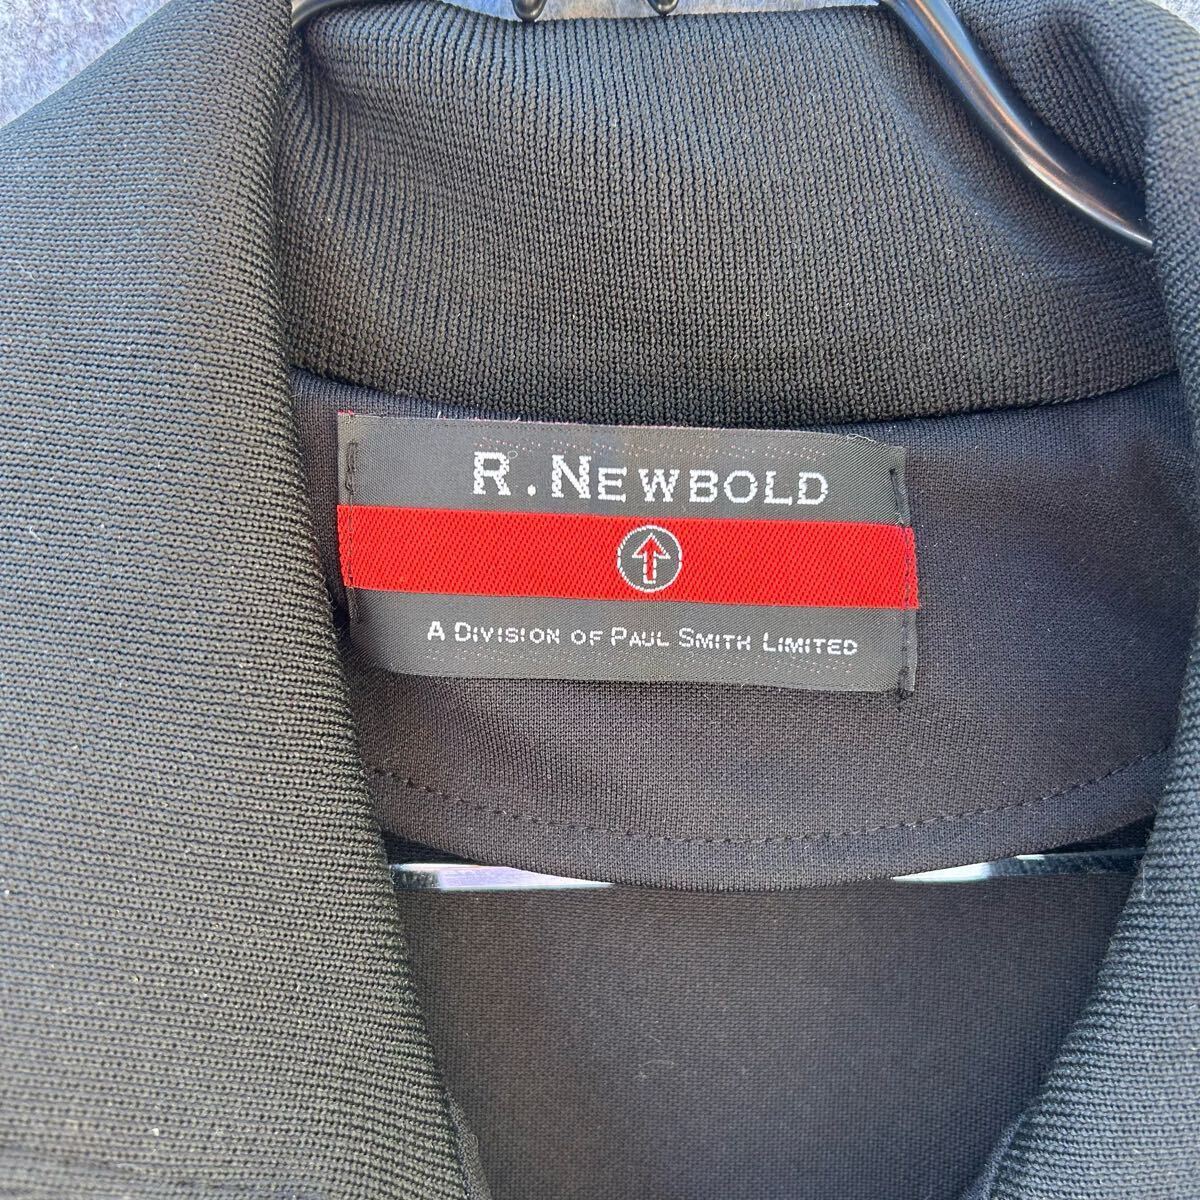 R. NEWBOLD
A DIVISION OF PAUL SMITH LIMITED